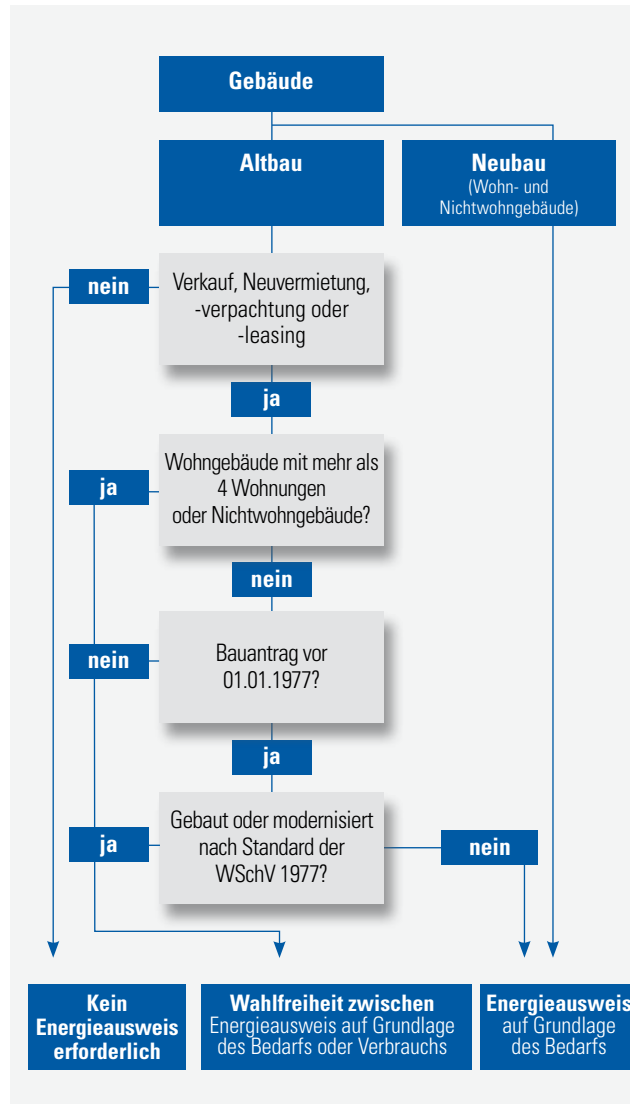 Gebäude
Altbau
Neubau
(Wohn- und
Nichtwohngebäude)
nein
Verkauf, Neuvermietung,
-verpachtung oder
-leasing
ja
Wohngebäude mit mehr als
4 Wohnungen
oder Nichtwohngebäude?
ja
nein
Bauantrag vor
01.01.1977?
nein
ja
Gebaut oder modernisiert
nach Standard der
WSchV 1977?
ja
nein
Kein
Energieausweis
erforderlich
Wahlfreiheit zwischen
Energieausweis auf Grundlage
des Bedarfs oder Verbrauchs
Energieausweis
auf Grundlage
des Bedarfs